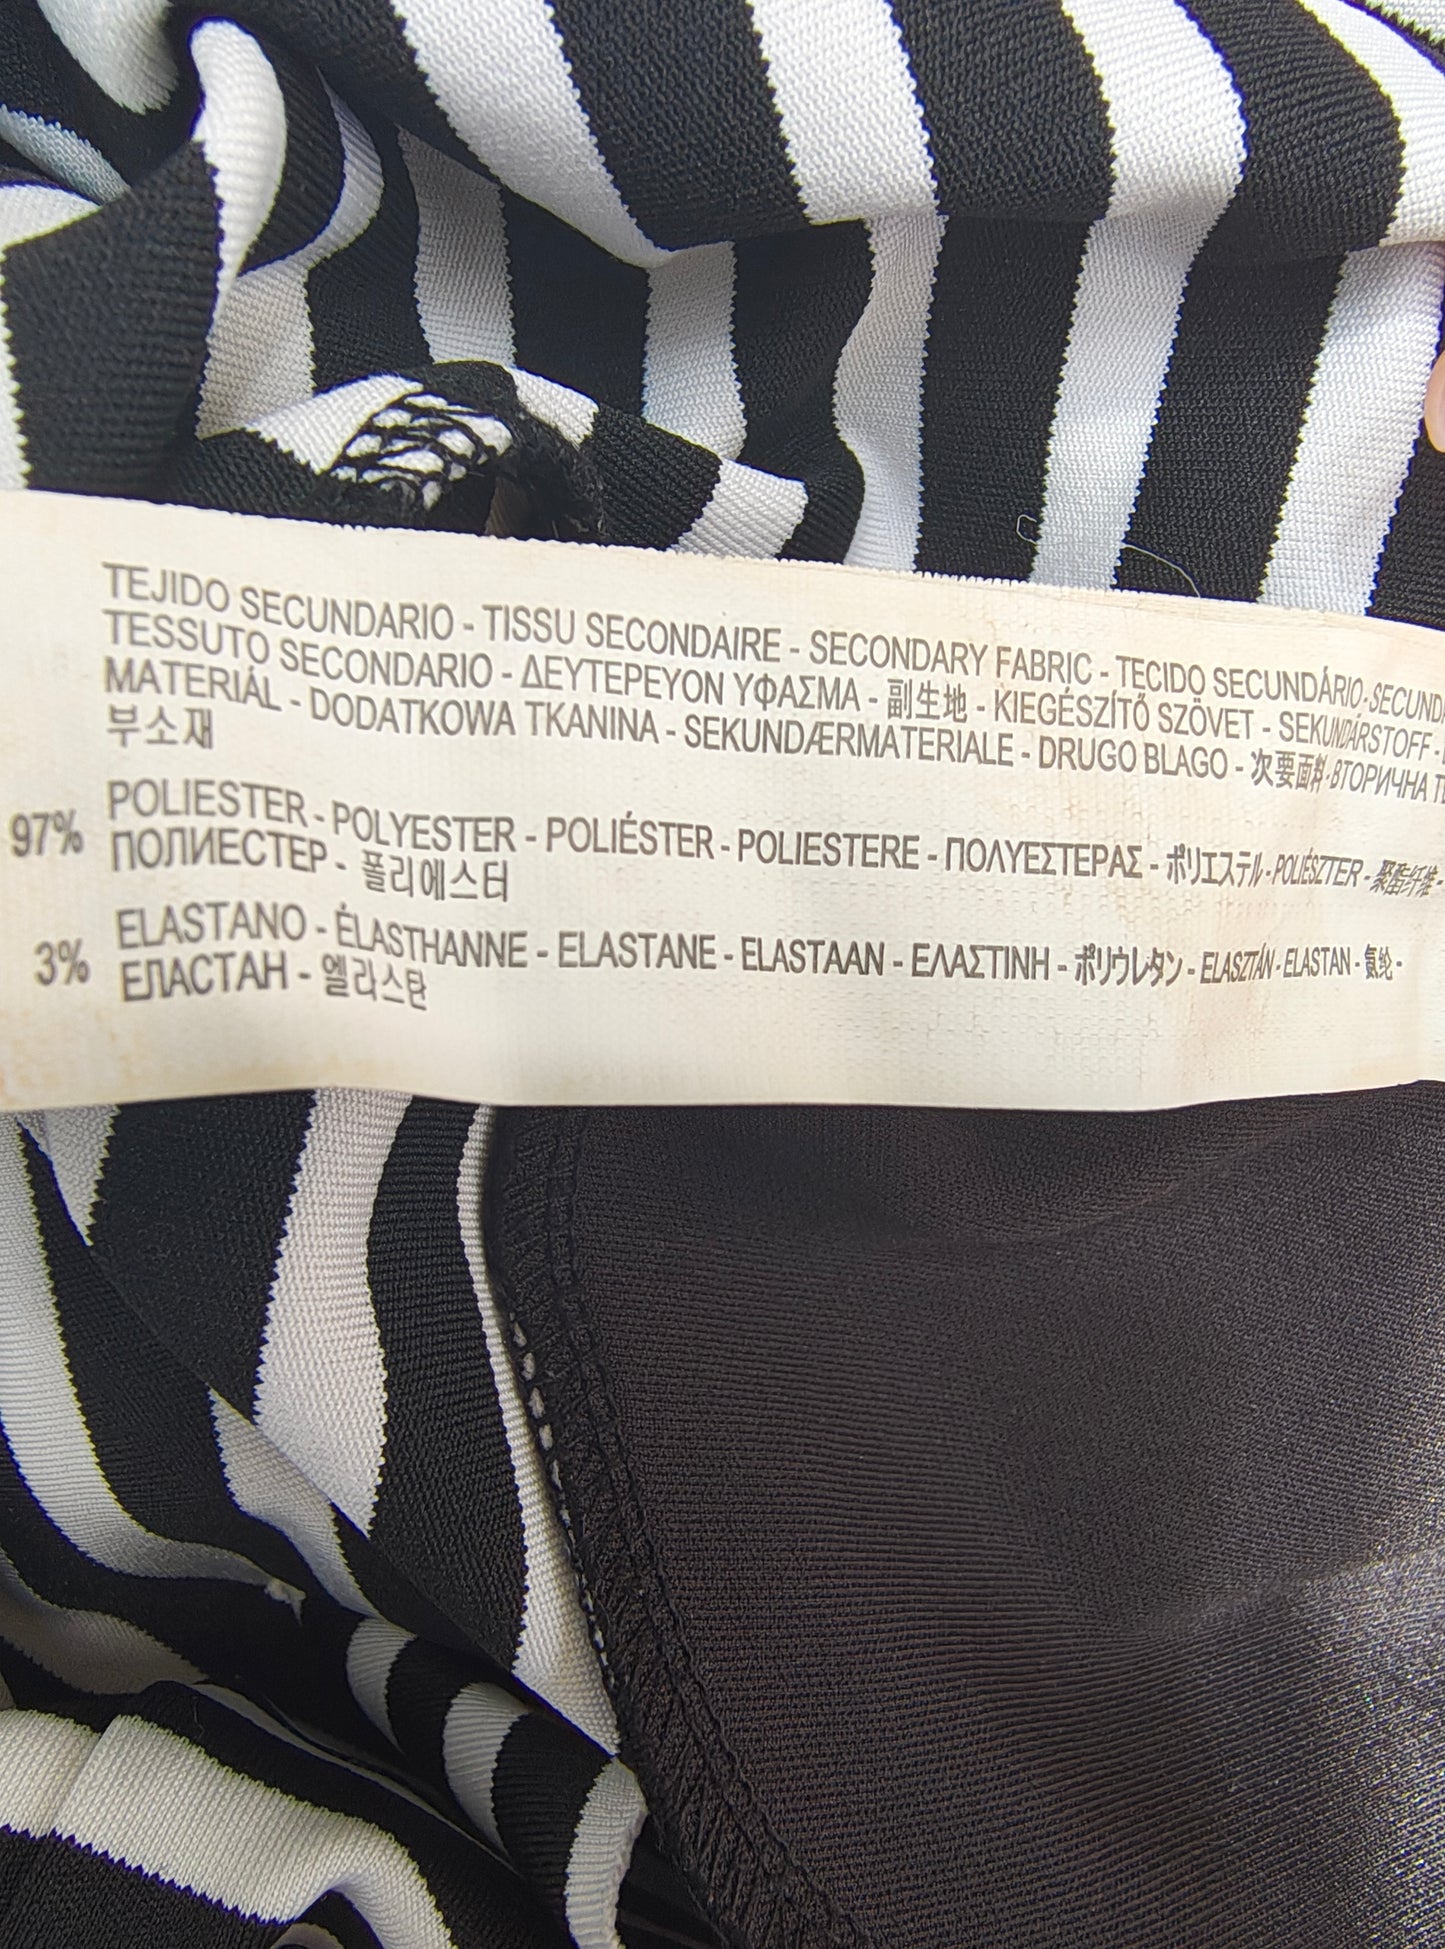 TEJIDO SECUNDARIO - TISSU SECONDAIRE - SECONDARY FABRIC - TECIDO SECUNDÁRIO -
TESSUTO SECONDARIO - ΔΕΥΤΕΡΕΥΟΝ ΥΦΑΣΜΑ - 副生地 - KIEGÉSZÍTŐ SZÖVET - SEKUNDÁRSTOFF -
MATERIÁL - DODATKOWA TKANINA - SEKUNDÆRMATERIALE - DRUGO BLAGO - 次要面料 - ВТОРИЧНА
부소재
97% POLIESTER - POLYESTER - POLIÉSTER - POLIESTERE - ΠΟΛΥΕΣΤΕΡΑΣ - ポリエステル - POLIÉSZTER - 聚酯纤维 -
ПОЛИЕСТЕР - 폴리에스터
3% ELASTANO - ÉLASTHANNE - ELASTANE - ELASTAAN - ΕΛΑΣΤΙΝΗ - ポリウレタン - ELASZTÁN - ELASTAN - 氨纶 -
ЕЛАСТАН - 엘라스탄